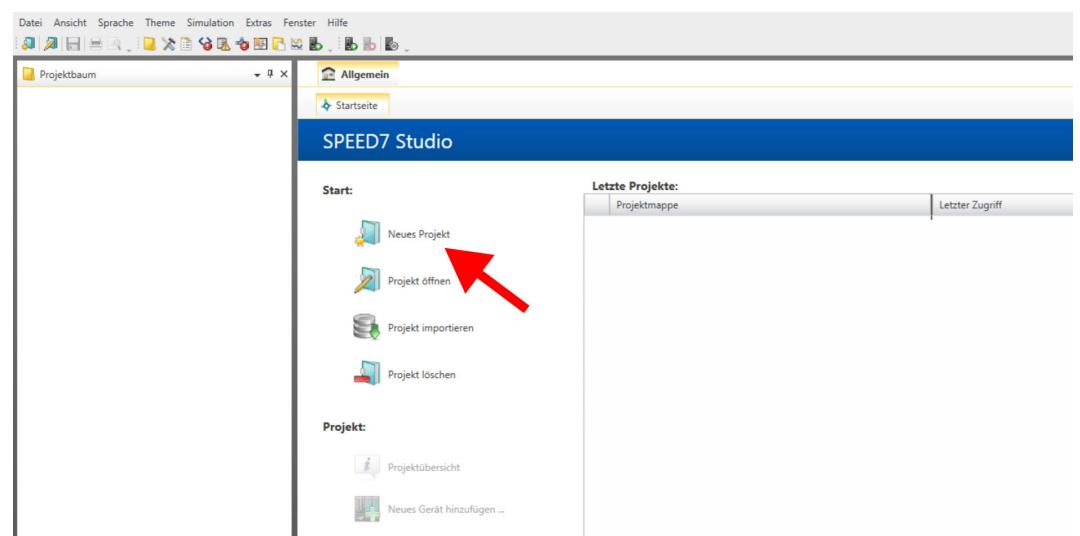 Datei Ansicht Sprache Theme Simulation Extras Fenster Hilfe
Projektbaum
Allgemein
Startseite
SPEED7 Studio
Start:
Letzte Projekte:
Projektmappe Letzter Zugriff
Neues Projekt
Projekt öffnen
Projekt importieren
Projekt löschen
Projekt:
Projektübersicht
Neues Gerät hinzufügen ...